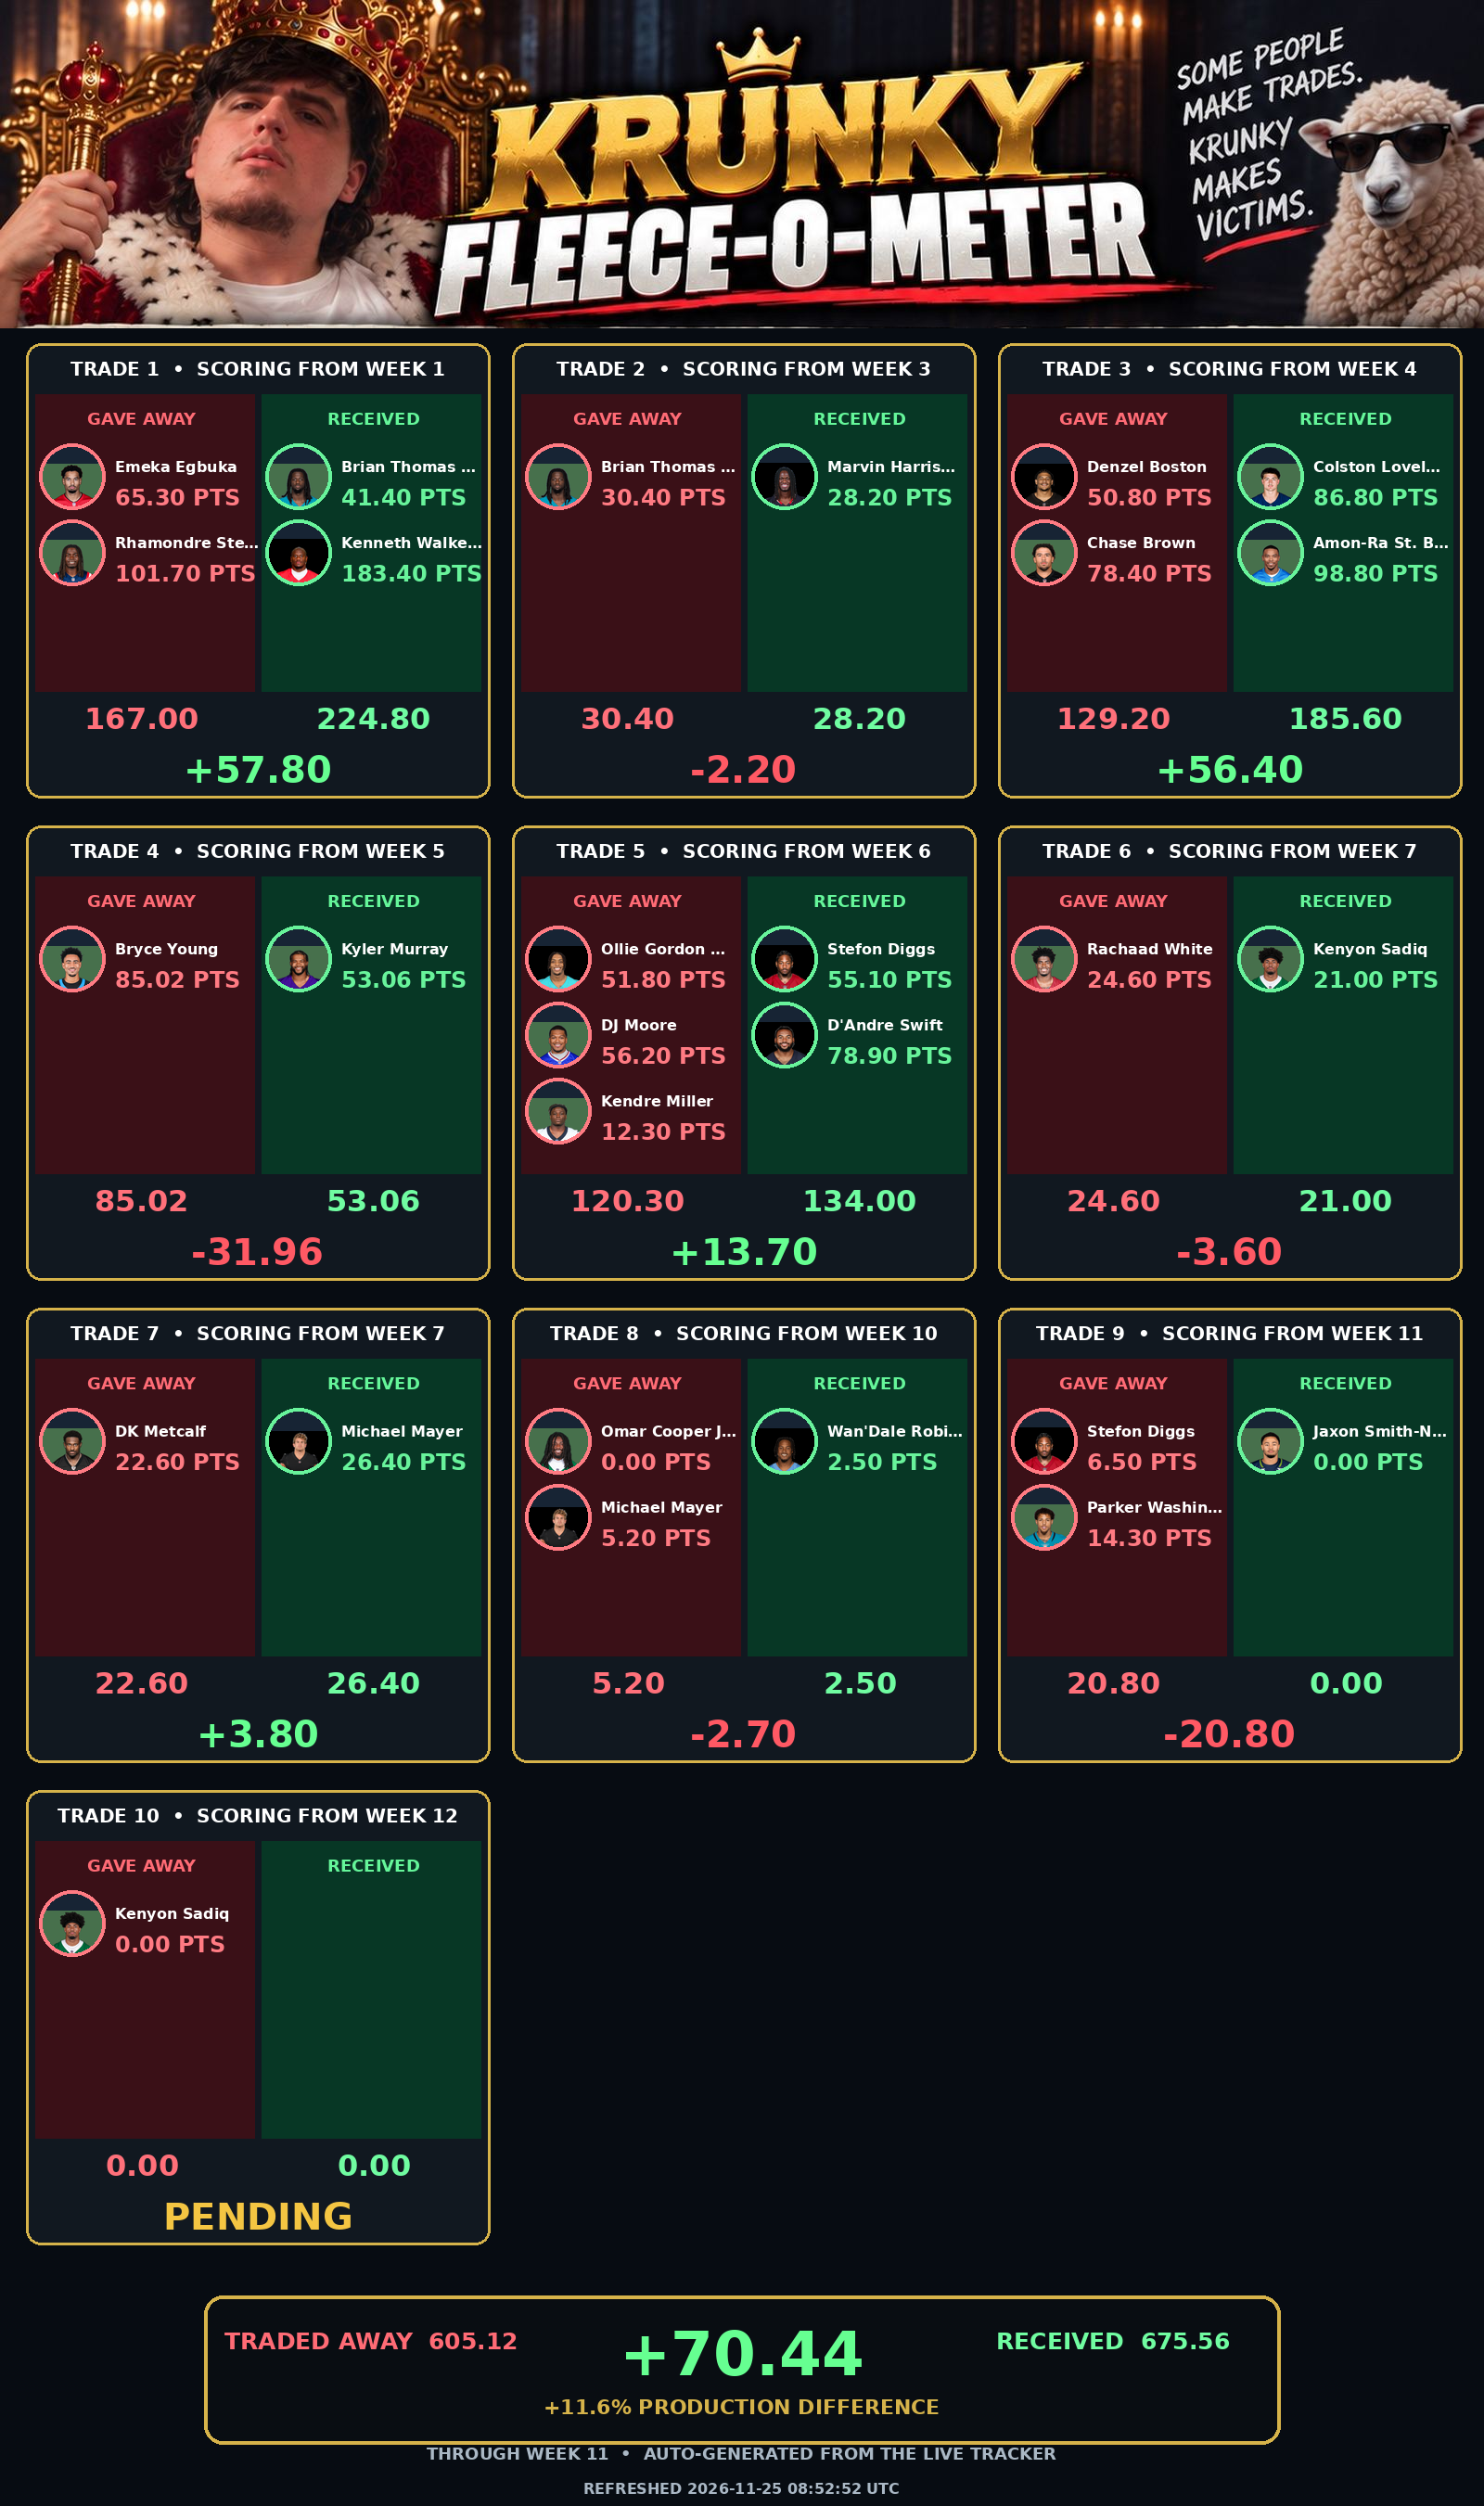 KRUNKY
FLEECE-O-METER
SOME PEOPLE
MAKE TRADES.
KRUNKY
MAKES
VICTIMS.
TRADE 1 • SCORING FROM WEEK 1
GAVE AWAY
Emeka Egbuka
65.30 PTS
Rhamondre Ste...
101.70 PTS
RECEIVED
Brian Thomas ...
41.40 PTS
Kenneth Walke...
183.40 PTS
167.00
224.80
+57.80
TRADE 2 • SCORING FROM WEEK 3
GAVE AWAY
Brian Thomas ...
30.40 PTS
RECEIVED
Marvin Harris...
28.20 PTS
30.40
28.20
-2.20
TRADE 3 • SCORING FROM WEEK 4
GAVE AWAY
Denzel Boston
50.80 PTS
Chase Brown
78.40 PTS
RECEIVED
Colston Lovel...
86.80 PTS
Amon-Ra St. B...
98.80 PTS
129.20
185.60
+56.40
TRADE 4 • SCORING FROM WEEK 5
GAVE AWAY
Bryce Young
85.02 PTS
RECEIVED
Kyler Murray
53.06 PTS
85.02
53.06
-31.96
TRADE 5 • SCORING FROM WEEK 6
GAVE AWAY
Ollie Gordon ...
51.80 PTS
DJ Moore
56.20 PTS
Kendre Miller
12.30 PTS
RECEIVED
Stefon Diggs
55.10 PTS
D'Andre Swift
78.90 PTS
120.30
134.00
+13.70
TRADE 6 • SCORING FROM WEEK 7
GAVE AWAY
Rachaad White
24.60 PTS
RECEIVED
Kenyon Sadiq
21.00 PTS
24.60
21.00
-3.60
TRADE 7 • SCORING FROM WEEK 7
GAVE AWAY
DK Metcalf
22.60 PTS
RECEIVED
Michael Mayer
26.40 PTS
22.60
26.40
+3.80
TRADE 8 • SCORING FROM WEEK 10
GAVE AWAY
Omar Cooper J...
0.00 PTS
Michael Mayer
5.20 PTS
RECEIVED
Wan'Dale Robi...
2.50 PTS
5.20
2.50
-2.70
TRADE 9 • SCORING FROM WEEK 11
GAVE AWAY
Stefon Diggs
6.50 PTS
Parker Washin...
14.30 PTS
RECEIVED
Jaxon Smith-N...
0.00 PTS
20.80
0.00
-20.80
TRADE 10 • SCORING FROM WEEK 12
GAVE AWAY
Kenyon Sadiq
0.00 PTS
RECEIVED
0.00
0.00
PENDING
TRADED AWAY 605.12
+70.44
RECEIVED 675.56
+11.6% PRODUCTION DIFFERENCE
THROUGH WEEK 11 • AUTO-GENERATED FROM THE LIVE TRACKER
REFRESHED 2026-11-25 08:52:52 UTC